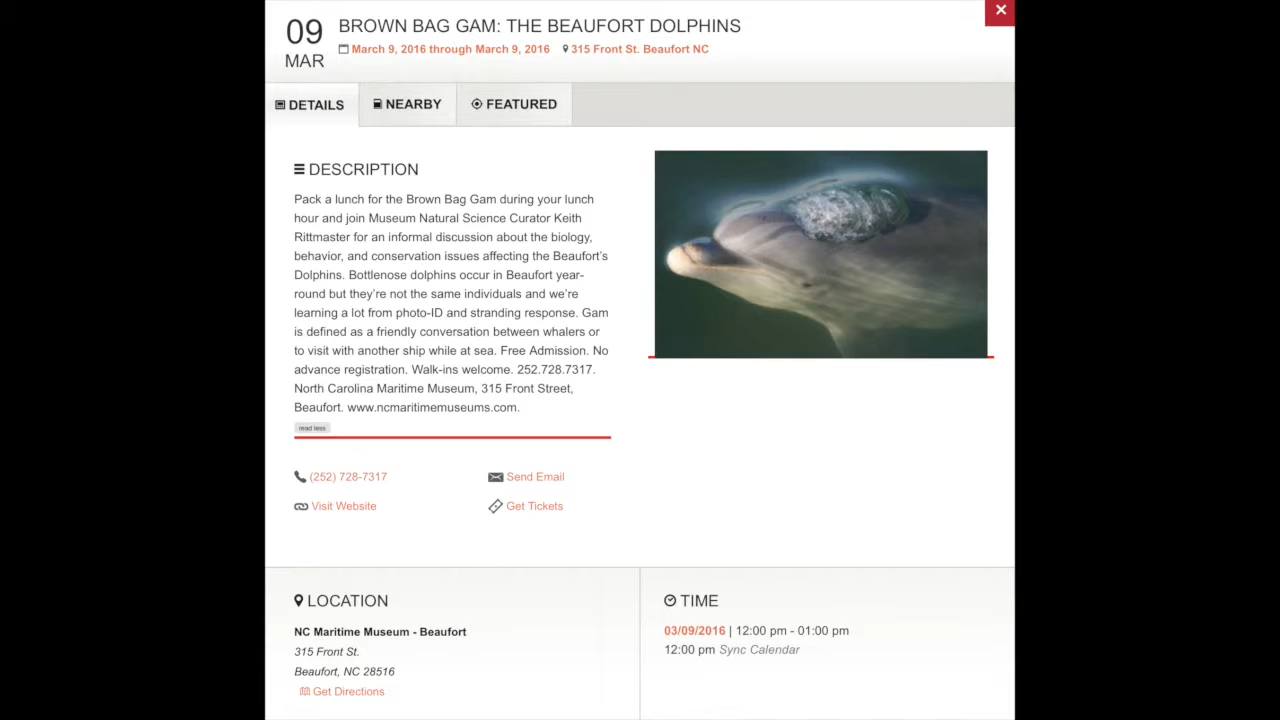 09
MAR
BROWN BAG GAM: THE BEAUFORT DOLPHINS
March 9, 2016 through March 9, 2016 315 Front St. Beaufort NC
DETAILS NEARBY FEATURED
DESCRIPTION
Pack a lunch for the Brown Bag Gam during your lunch
hour and join Museum Natural Science Curator Keith
Rittmaster for an informal discussion about the biology,
behavior, and conservation issues affecting the Beaufort’s
Dolphins. Bottlenose dolphins occur in Beaufort year-
round but they’re not the same individuals and we’re
learning a lot from photo-ID and stranding response. Gam
is defined as a friendly conversation between whalers or
to visit with another ship while at sea. Free Admission. No
advance registration. Walk-ins welcome. 252.728.7317.
North Carolina Maritime Museum, 315 Front Street,
Beaufort. www.ncmaritimemuseums.com.
read less
(252) 728-7317 Send Email
Visit Website Get Tickets
LOCATION
NC Maritime Museum - Beaufort
315 Front St.
Beaufort, NC 28516
Get Directions
TIME
03/09/2016 | 12:00 pm - 01:00 pm
12:00 pm Sync Calendar